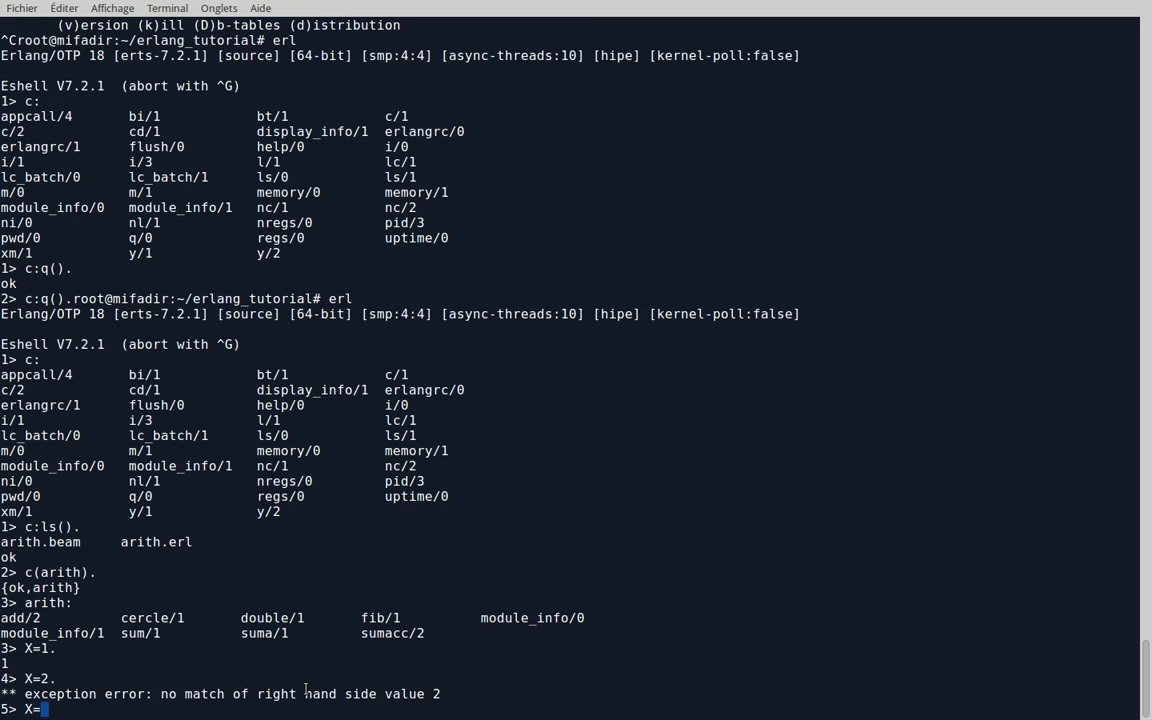 Fichier Éditer Affichage Terminal Onglets Aide
(v)ersion (k)ill (D)b-tables (d)istribution
^Croot@mifadir:~/erlang_tutorial# erl
Erlang/OTP 18 [erts-7.2.1] [source] [64-bit] [smp:4:4] [async-threads:10] [hipe] [kernel-poll:false]
Eshell V7.2.1  (abort with ^G)
1> c:
appcall/4 bi/1 bt/1 c/1
c/2 cd/1 display_info/1 erlangrc/0
erlangrc/1 flush/0 help/0 i/0
i/1 i/3 l/1 lc/1
lc_batch/0 lc_batch/1 ls/0 ls/1
m/0 m/1 memory/0 memory/1
module_info/0 module_info/1 nc/1 nc/2
ni/0 nl/1 nregs/0 pid/3
pwd/0 q/0 regs/0 uptime/0
xm/1 y/1 y/2
1> c:q().
ok
2> c:q().root@mifadir:~/erlang_tutorial# erl
Erlang/OTP 18 [erts-7.2.1] [source] [64-bit] [smp:4:4] [async-threads:10] [hipe] [kernel-poll:false]
Eshell V7.2.1  (abort with ^G)
1> c:
appcall/4 bi/1 bt/1 c/1
c/2 cd/1 display_info/1 erlangrc/0
erlangrc/1 flush/0 help/0 i/0
i/1 i/3 l/1 lc/1
lc_batch/0 lc_batch/1 ls/0 ls/1
m/0 m/1 memory/0 memory/1
module_info/0 module_info/1 nc/1 nc/2
ni/0 nl/1 nregs/0 pid/3
pwd/0 q/0 regs/0 uptime/0
xm/1 y/1 y/2
1> c:ls().
arith.beam arith.erl
ok
2> c(arith).
{ok,arith}
3> arith:
add/2 cercle/1 double/1 fib/1 module_info/0
module_info/1 sum/1 suma/1 sumacc/2
3> X=1.
1
4> X=2.
** exception error: no match of right hand side value 2
5> X=